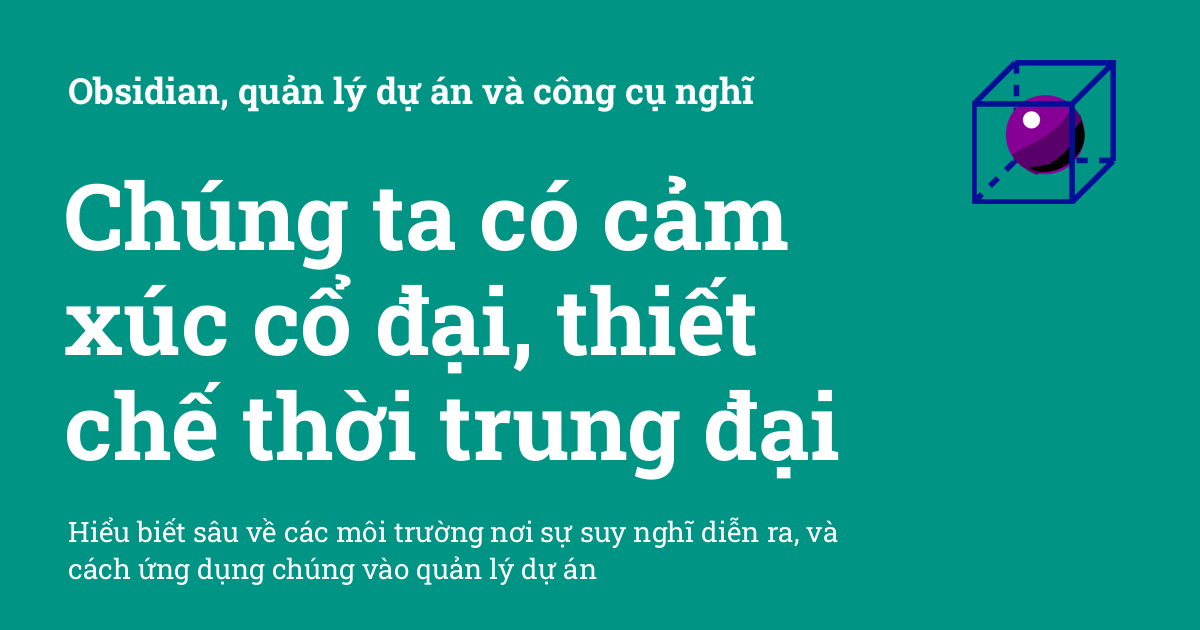 Obsidian, quản lý dự án và công cụ nghĩ
Chúng ta có cảm
xúc cổ đại, thiết
chế thời trung đại
Hiểu biết sâu về các môi trường nơi sự suy nghĩ diễn ra, và
cách ứng dụng chúng vào quản lý dự án